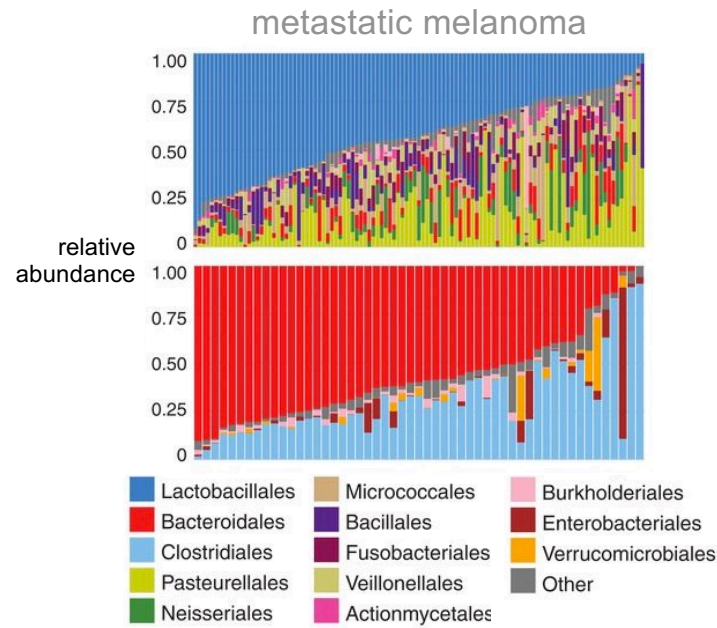 metastatic melanoma
1.00
0.75
0.50
0.25
0
relative
abundance
1.00
0.75
0.50
0.25
0
Lactobacillales
Micrococcales
Burkholderiales
Bacteroidales
Bacillales
Enterobacteriales
Clostridiales
Fusobacteriales
Verrucomicrobiales
Pasteurellales
Veillonellales
Other
Neisseriales
Actionmycetales